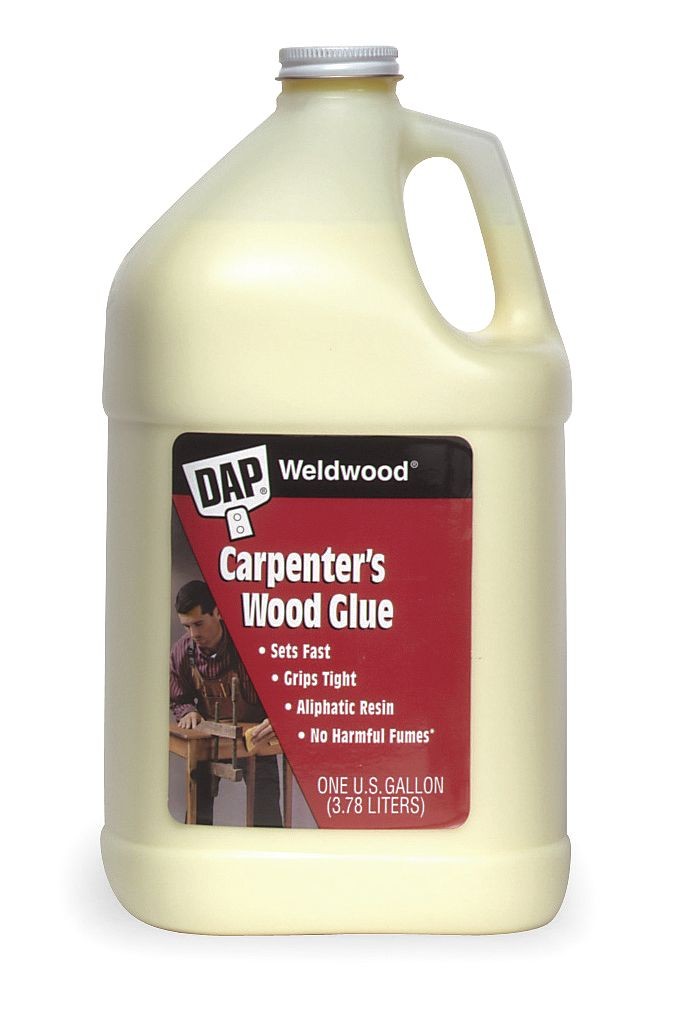 DAP®
Weldwood®
Carpenter's
Wood Glue
• Sets Fast
• Grips Tight
• Aliphatic Resin
• No Harmful Fumes*
ONE U.S. GALLON
(3.78 LITERS)